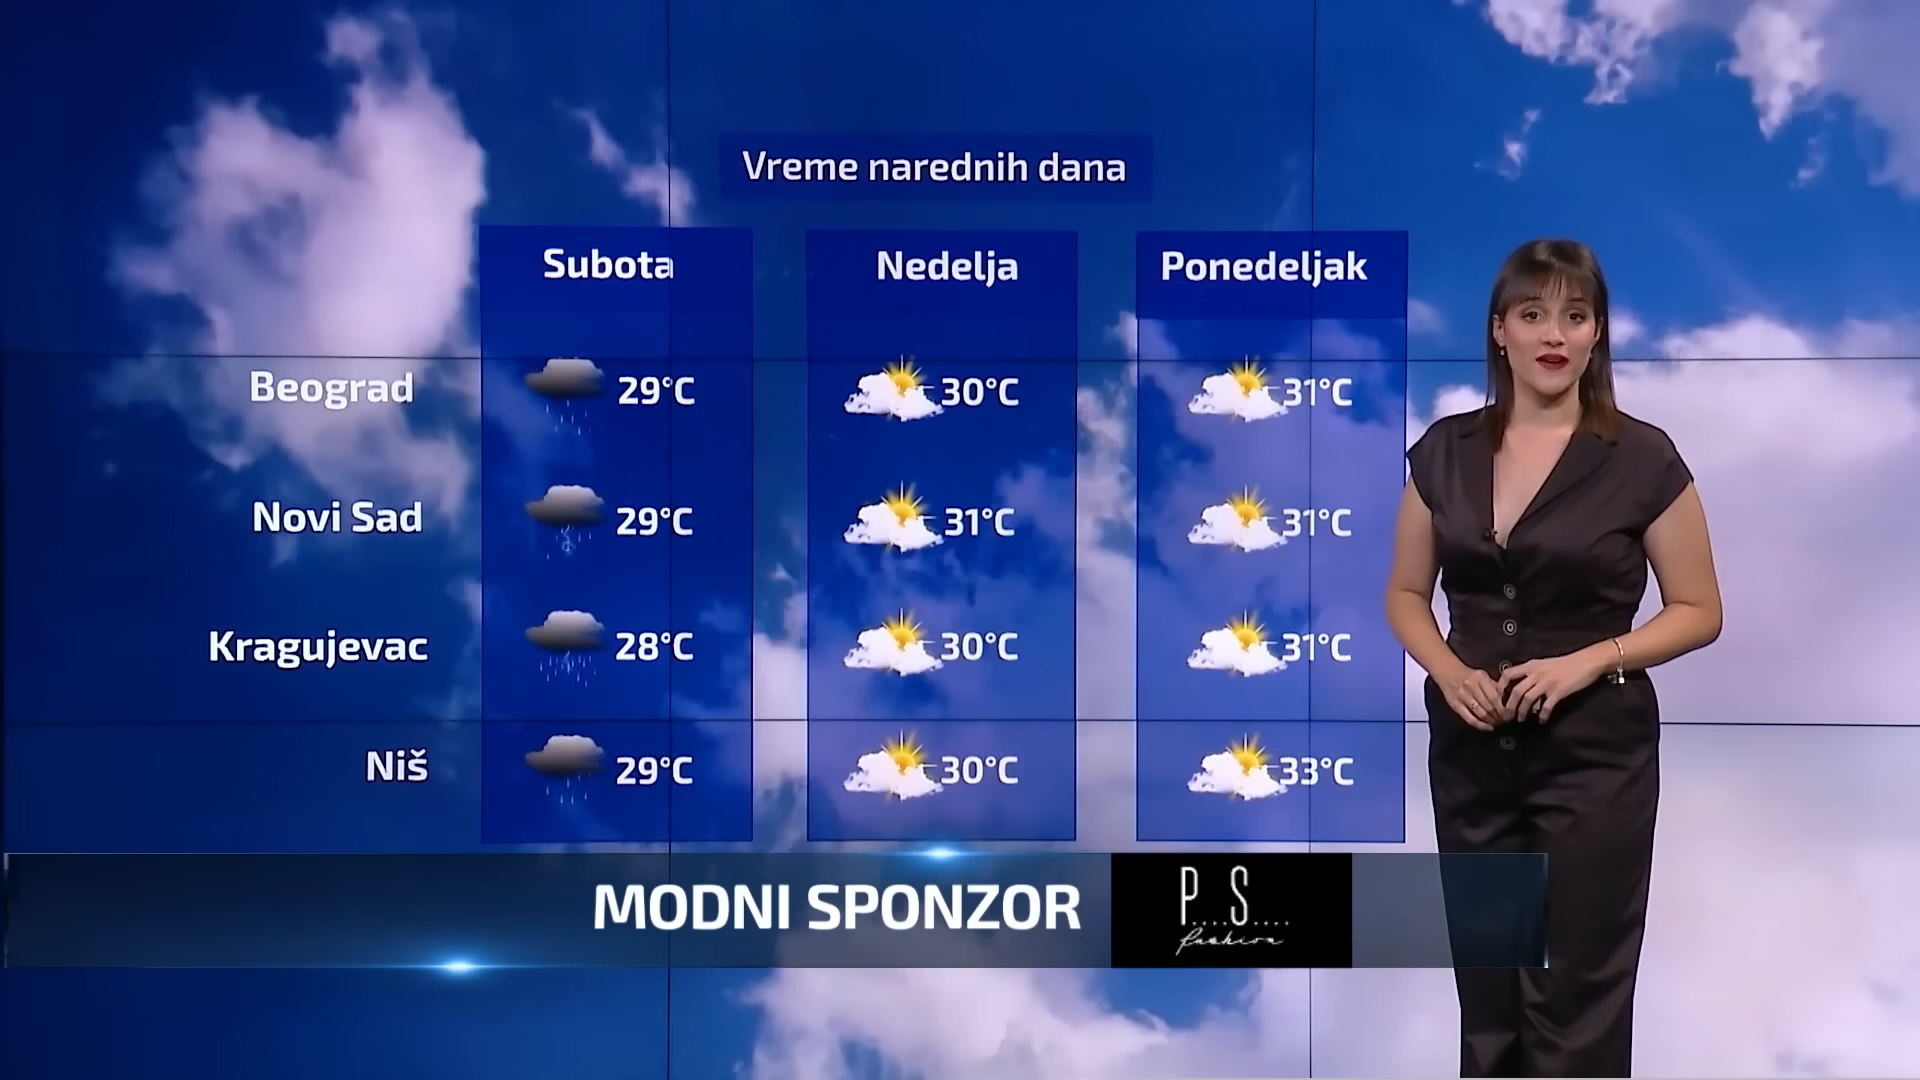 Vreme narednih dana
Subota Nedelja Ponedeljak
Beograd 29°C 30°C 31°C
Novi Sad 29°C 31°C 31°C
Kragujevac 28°C 30°C 31°C
Niš 29°C 30°C 33°C
MODNI SPONZOR P....S....
fashion